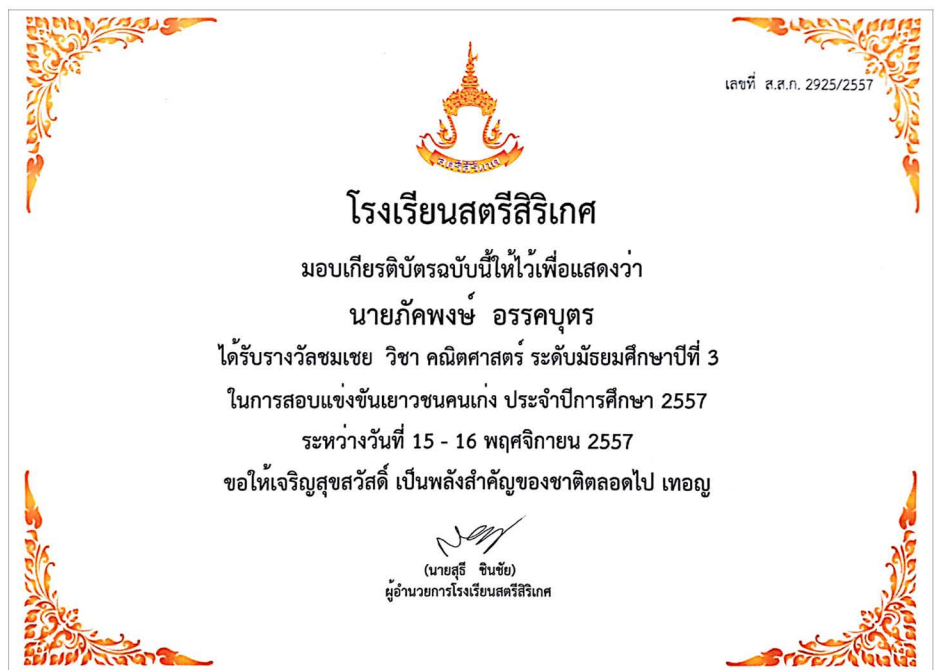 เลขที่ ส.ส.ก. 2925/2557
สตรีสิริเกศ
โรงเรียนสตรีสิริเกศ
มอบเกียรติบัตรฉบับนี้ให้ไว้เพื่อแสดงว่า
นายภัคพงษ์ อรรคบุตร
ได้รับรางวัลชมเชย วิชา คณิตศาสตร์ ระดับมัธยมศึกษาปีที่ 3
ในการสอบแข่งขันเยาวชนคนเก่ง ประจำปีการศึกษา 2557
ระหว่างวันที่ 15 - 16 พฤศจิกายน 2557
ขอให้เจริญสุขสวัสดิ์ เป็นพลังสำคัญของชาติตลอดไป เทอญ
(นายสุธี ชินชัย)
ผู้อำนวยการโรงเรียนสตรีสิริเกศ